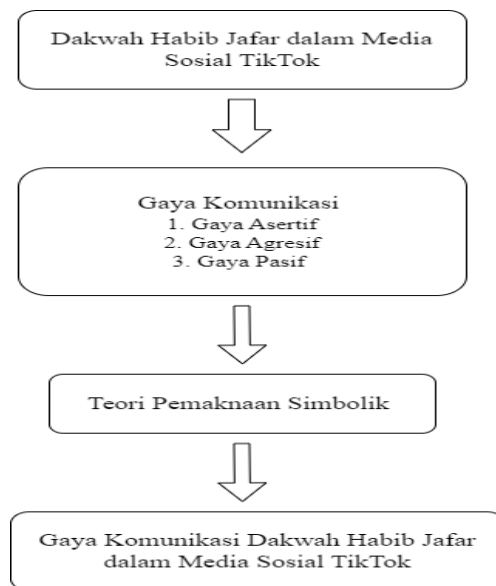 Dakwah Habib Jafar dalam Media
Sosial TikTok
Gaya Komunikasi
1. Gaya Asertif
2. Gaya Agresif
3. Gaya Pasif
Teori Pemaknaan Simbolik
Gaya Komunikasi Dakwah Habib Jafar
dalam Media Sosial TikTok